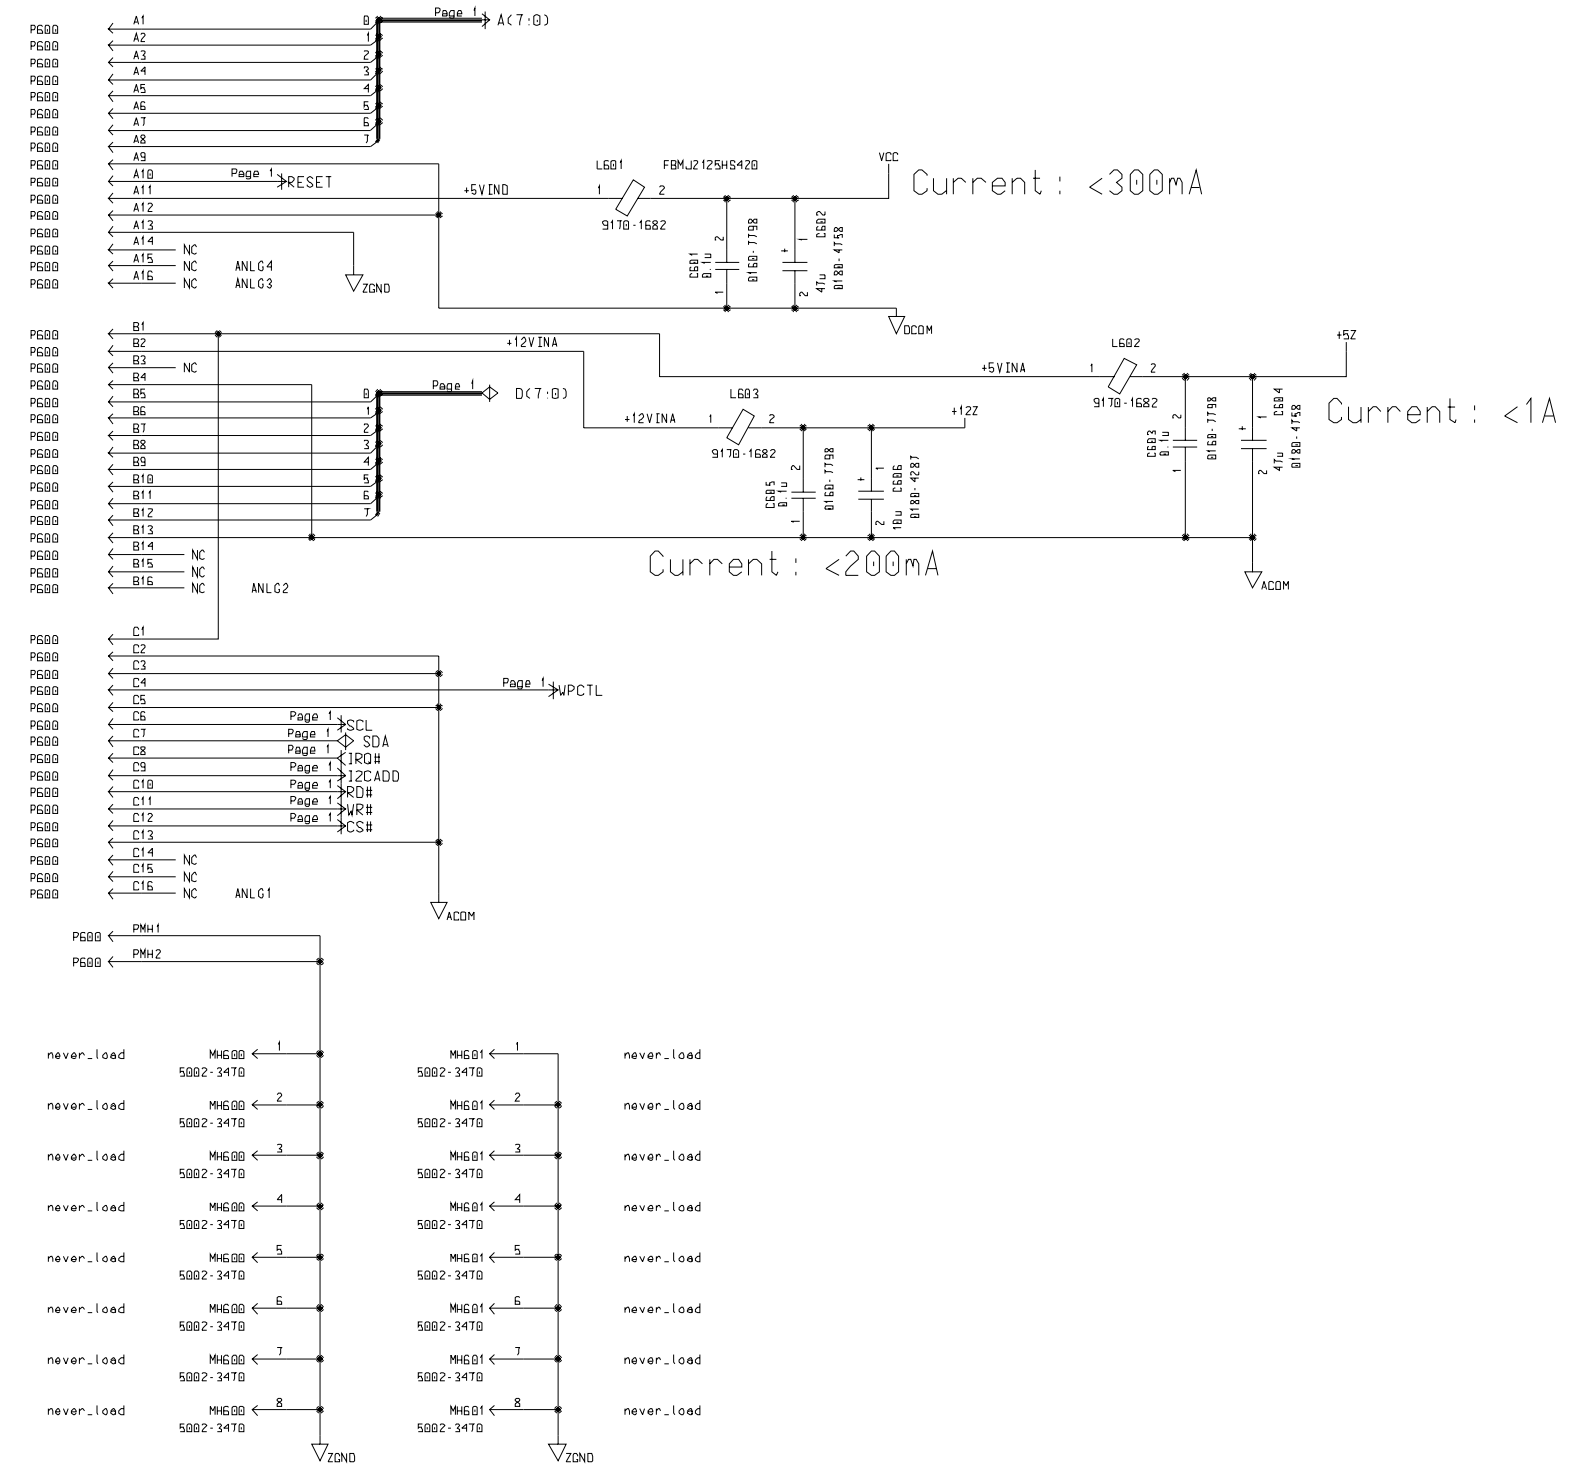 P600 A1 0 Page 1 A(7:0)
P600 A2 1
P600 A3 2
P600 A4 3
P600 A5 4
P600 A6 5
P600 A7 6
P600 A8 7
P600 A9
P600 A10 Page 1 RESET
P600 A11 +5VIND
P600 A12
P600 A13
P600 A14 NC
P600 A15 NC ANLG4
P600 A16 NC ANLG3
ZGND
L601 FBMJ2125HS420
1 2
9170-1682
VCC
Current: <300mA
C601
0.1u
2
1
0160-7798
C602
+
1
2
47u
0180-4758
DCOM
P600 B1
P600 B2 +12VINA
P600 B3 NC
P600 B4
P600 B5 0 Page 1 D(7:0)
P600 B6 1
P600 B7 2
P600 B8 3
P600 B9 4
P600 B10 5
P600 B11 6
P600 B12 7
P600 B13
P600 B14 NC
P600 B15 NC
P600 B16 NC ANLG2
L603
+12VINA 1 2
9170-1682
+12Z
C605
0.1u
2
1
0160-7798
+
1
2
C606
10u
0180-4287
Current: <200mA
+5VINA
L602
1 2
9170-1682
+5Z
Current: <1A
C603
0.1u
2
1
0160-7798
+
1
2
C604
47u
0180-4758
ACOM
P600 C1
P600 C2
P600 C3
P600 C4 Page 1 WPCTL
P600 C5
P600 C6 Page 1 SCL
P600 C7 Page 1 SDA
P600 C8 Page 1 IRQ#
P600 C9 Page 1 I2CADD
P600 C10 Page 1 RD#
P600 C11 Page 1 WR#
P600 C12 Page 1 CS#
P600 C13
P600 C14 NC
P600 C15 NC
P600 C16 NC ANLG1
ACOM
P600 PMH1
P600 PMH2
never_load MH600 1 MH601 1 never_load
5002-3470 5002-3470
never_load MH600 2 MH601 2 never_load
5002-3470 5002-3470
never_load MH600 3 MH601 3 never_load
5002-3470 5002-3470
never_load MH600 4 MH601 4 never_load
5002-3470 5002-3470
never_load MH600 5 MH601 5 never_load
5002-3470 5002-3470
never_load MH600 6 MH601 6 never_load
5002-3470 5002-3470
never_load MH600 7 MH601 7 never_load
5002-3470 5002-3470
never_load MH600 8 MH601 8 never_load
5002-3470 5002-3470
ZGND ZGND